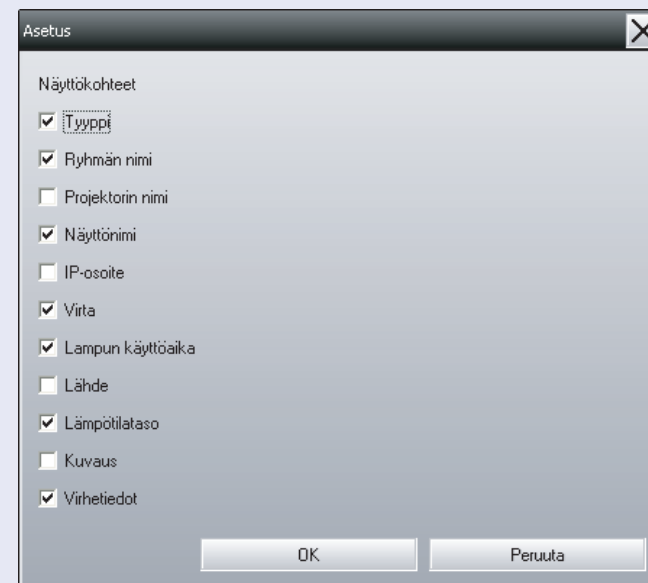 Asetus
Näyttökohteet
Tyyppi
Ryhmän nimi
Projektorin nimi
Näyttönimi
IP-osoite
Virta
Lampun käyttöaika
Lähde
Lämpötilataso
Kuvaus
Virhetiedot
OK Peruuta